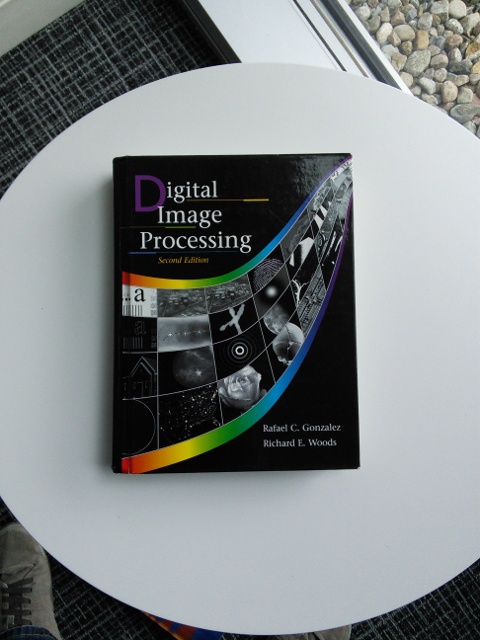 Digital
Image
Processing
Second Edition
a
Rafael C. Gonzalez
Richard E. Woods